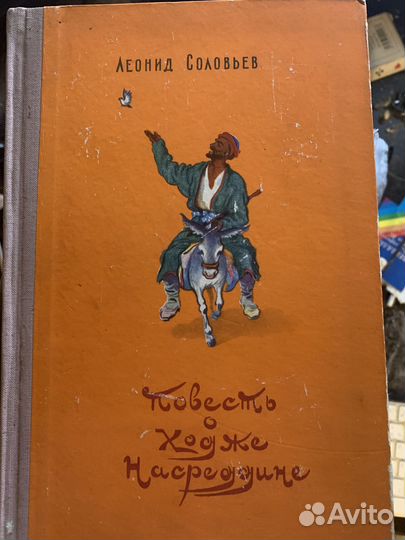 Леонид Соловьев
Повесть
о
Ходже
Насреддине
Avito